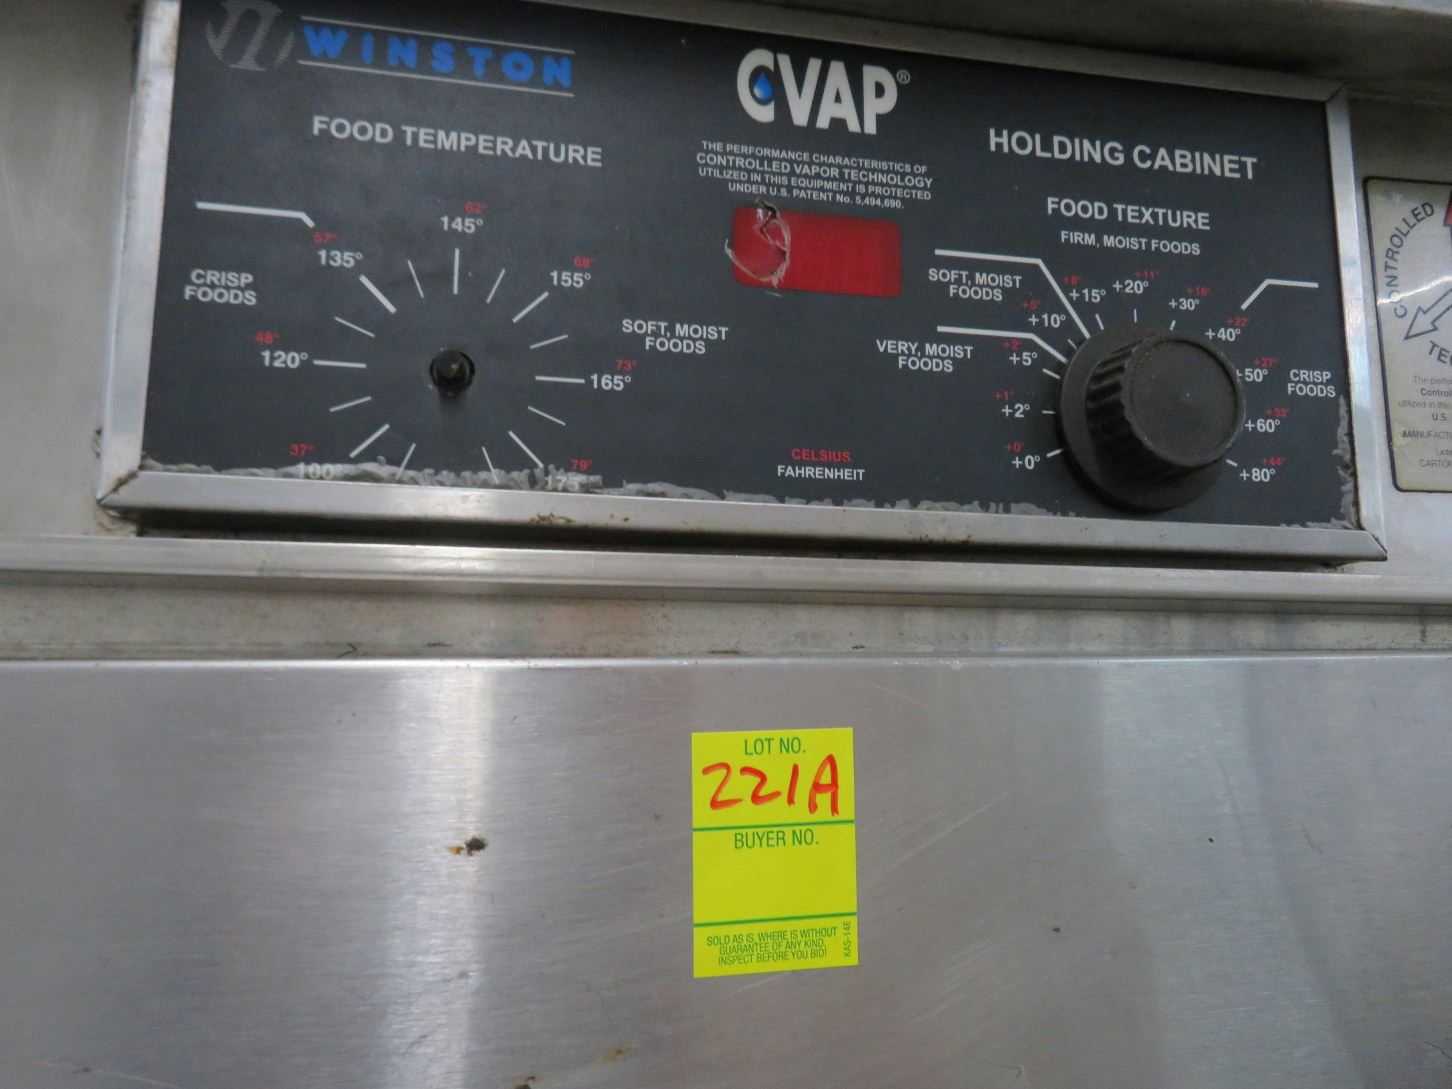 WINSTON
CVAP®
FOOD TEMPERATURE
THE PERFORMANCE CHARACTERISTICS OF
CONTROLLED VAPOR TECHNOLOGY
UTILIZED IN THIS EQUIPMENT IS PROTECTED
UNDER U.S. PATENT No. 5,494,690.
HOLDING CABINET
FOOD TEXTURE
FIRM, MOIST FOODS
CRISP
FOODS
37°
100°
48°
120°
57°
135°
62°
145°
68°
155°
73°
165°
79°
175°
SOFT, MOIST
FOODS
CELSIUS
FAHRENHEIT
SOFT, MOIST
FOODS
VERY, MOIST
FOODS
+0°
+0°
+1°
+2°
+2°
+5°
+5°
+10°
+8°
+15°
+11°
+20°
+16°
+30°
+22°
+40°
+27°
+50°
+33°
+60°
+44°
+80°
CRISP
FOODS
CONTROLLED
LOT NO.
221A
BUYER NO.
SOLD AS IS, WHERE IS WITHOUT
GUARANTEE OF ANY KIND.
INSPECT BEFORE YOU BID!
KAS-14E